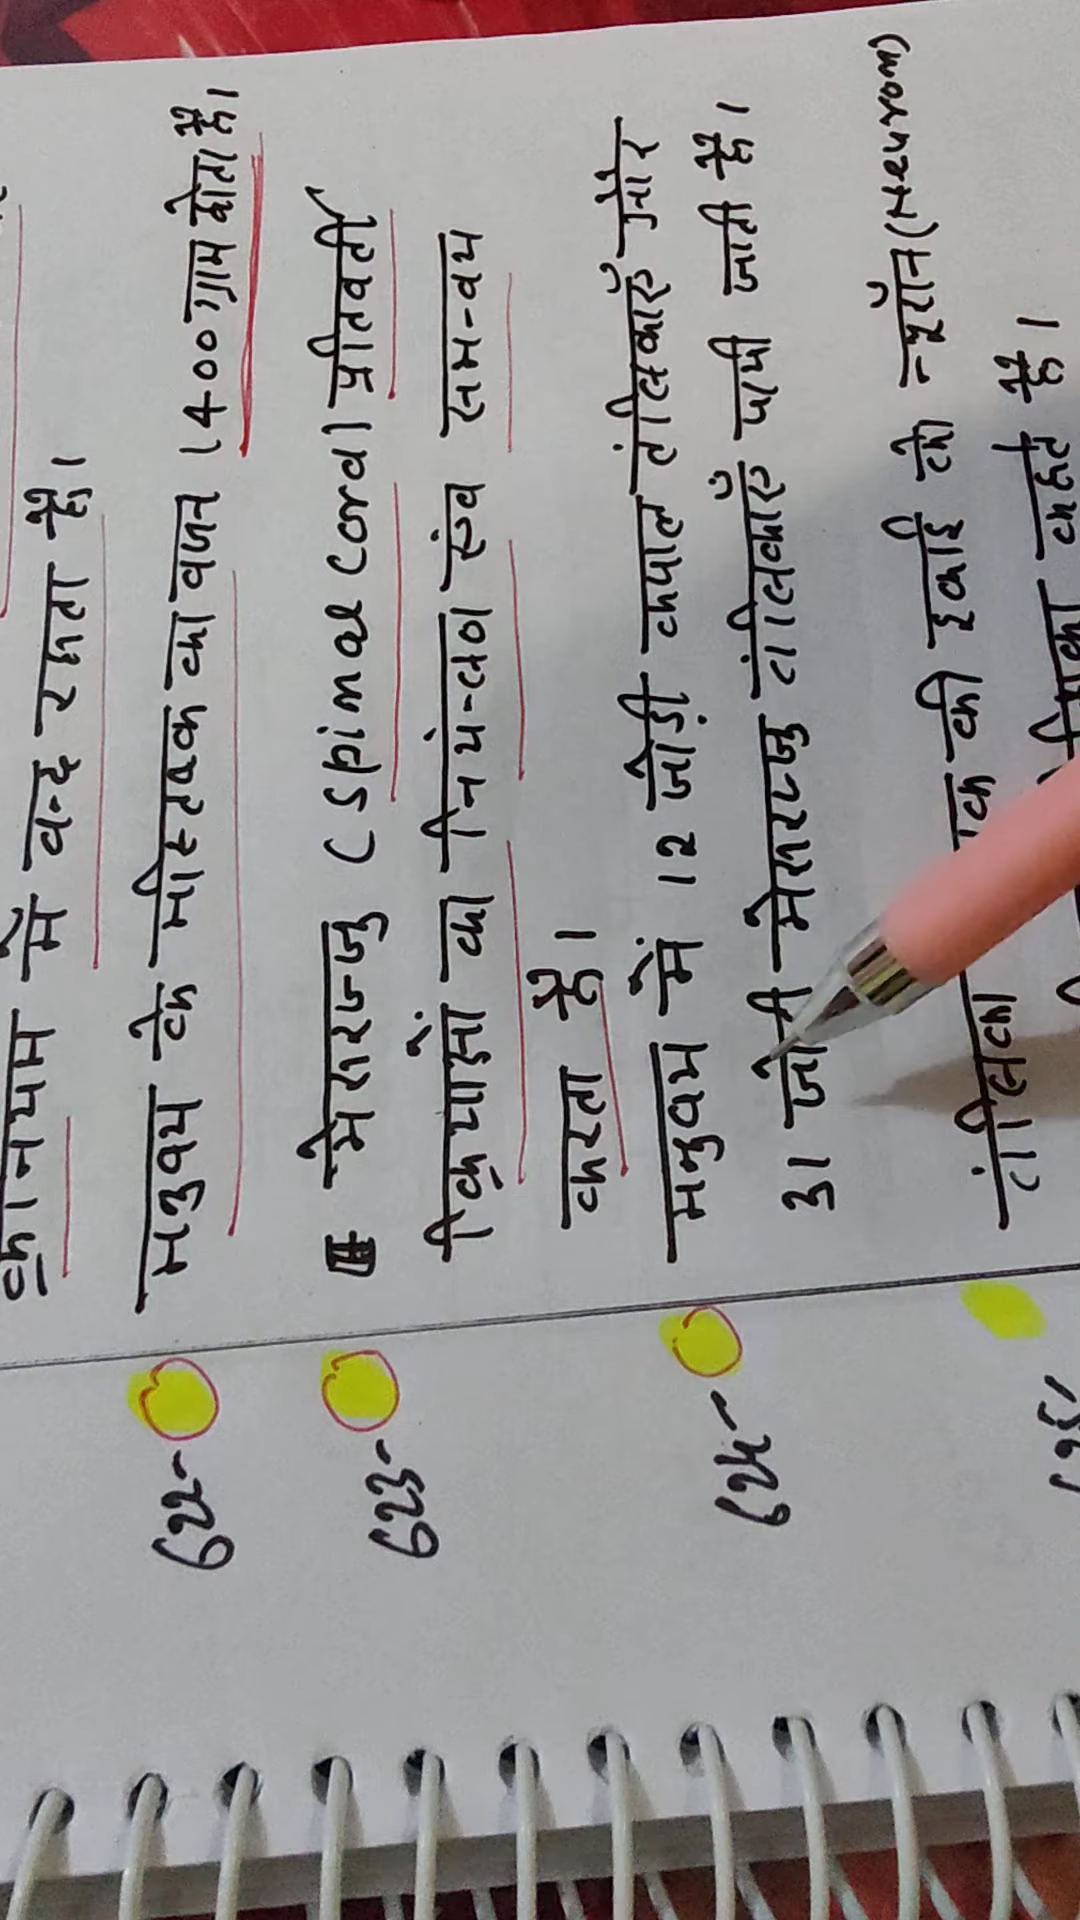 क्रानियम में बन्द रहता है।
622- मनुष्य के मस्तिष्क का वजन 1400 ग्राम होता है।
623- मेरूरज्जु (Spinal Cord) प्रतिवर्ती
क्रियाओं का नियंत्रण एंव समन्वय
करता है।
624- मनुष्य में 12 जोड़ी कपाल तंत्रिकाएँ और
31 जोड़ी मेरूरज्जु तंत्रिकाएँ पायी जाती है।
625- तंत्रिका की इकाई को न्यूरॉन (Neuron)
कहते हैं।